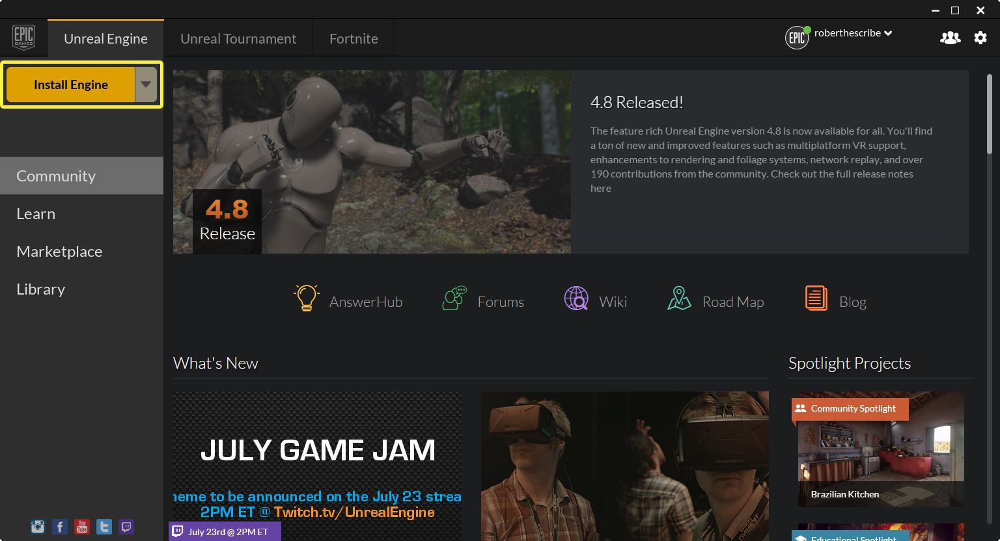 EPIC GAMES
Unreal Engine
Unreal Tournament
Fortnite
EPIC
roberthescribe
Install Engine
Community
Learn
Marketplace
Library
4.8
Release
4.8 Released!
The feature rich Unreal Engine version 4.8 is now available for all. You'll find
a ton of new and improved features such as multiplatform VR support,
enhancements to rendering and foliage systems, network replay, and over
190 contributions from the community. Check out the full release notes
here
AnswerHub
Forums
Wiki
Road Map
Blog
What's New
Spotlight Projects
JULY GAME JAM
heme to be announced on the July 23 strea
2PM ET @ Twitch.tv/UnrealEngine
July 23rd @ 2PM ET
Community Spotlight
Brazilian Kitchen
Educational Spotlight
You Tube